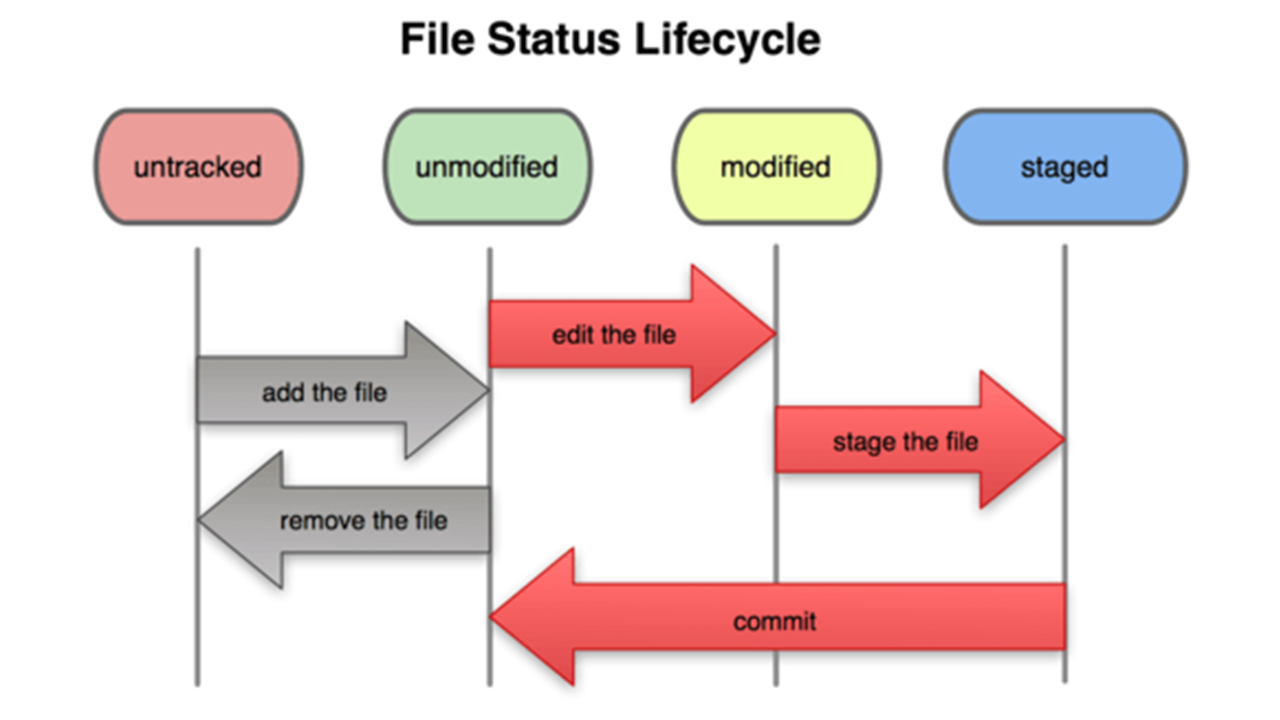 File Status Lifecycle
untracked
unmodified
modified
staged
edit the file
add the file
stage the file
remove the file
commit